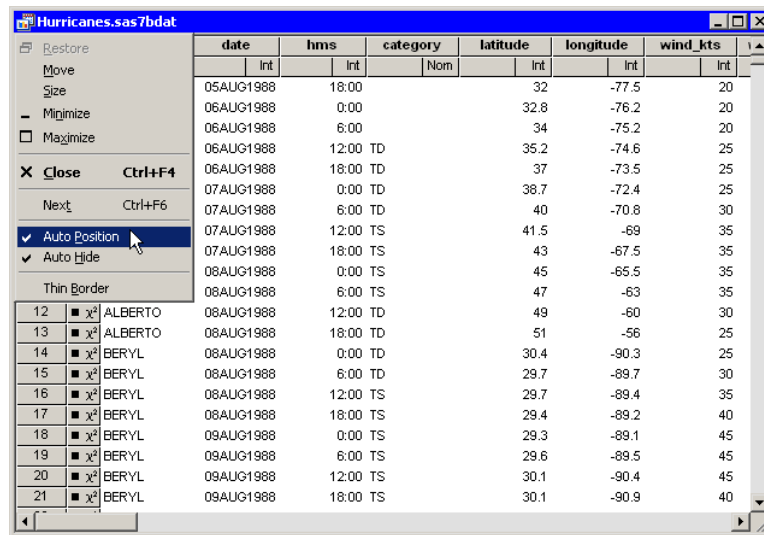 Hurricanes.sas7bdat
Restore
Move
Size
Minimize
Maximize
Close Ctrl+F4
Next Ctrl+F6
Auto Position
Auto Hide
Thin Border
date hms category latitude longitude wind_kts
Int Int Nom Int Int Int
05AUG1988 18:00 32 -77.5 20
06AUG1988 0:00 32.8 -76.2 20
06AUG1988 6:00 34 -75.2 20
06AUG1988 12:00 TD 35.2 -74.6 25
06AUG1988 18:00 TD 37 -73.5 25
07AUG1988 0:00 TD 38.7 -72.4 25
07AUG1988 6:00 TD 40 -70.8 30
07AUG1988 12:00 TS 41.5 -69 35
07AUG1988 18:00 TS 43 -67.5 35
08AUG1988 0:00 TS 45 -65.5 35
08AUG1988 6:00 TS 47 -63 35
12 χ² ALBERTO 08AUG1988 12:00 TD 49 -60 30
13 χ² ALBERTO 08AUG1988 18:00 TD 51 -56 25
14 χ² BERYL 08AUG1988 0:00 TD 30.4 -90.3 25
15 χ² BERYL 08AUG1988 6:00 TD 29.7 -89.7 30
16 χ² BERYL 08AUG1988 12:00 TS 29.7 -89.4 35
17 χ² BERYL 08AUG1988 18:00 TS 29.4 -89.2 40
18 χ² BERYL 09AUG1988 0:00 TS 29.3 -89.1 45
19 χ² BERYL 09AUG1988 6:00 TS 29.6 -89.5 45
20 χ² BERYL 09AUG1988 12:00 TS 30.1 -90.4 45
21 χ² BERYL 09AUG1988 18:00 TS 30.1 -90.9 40